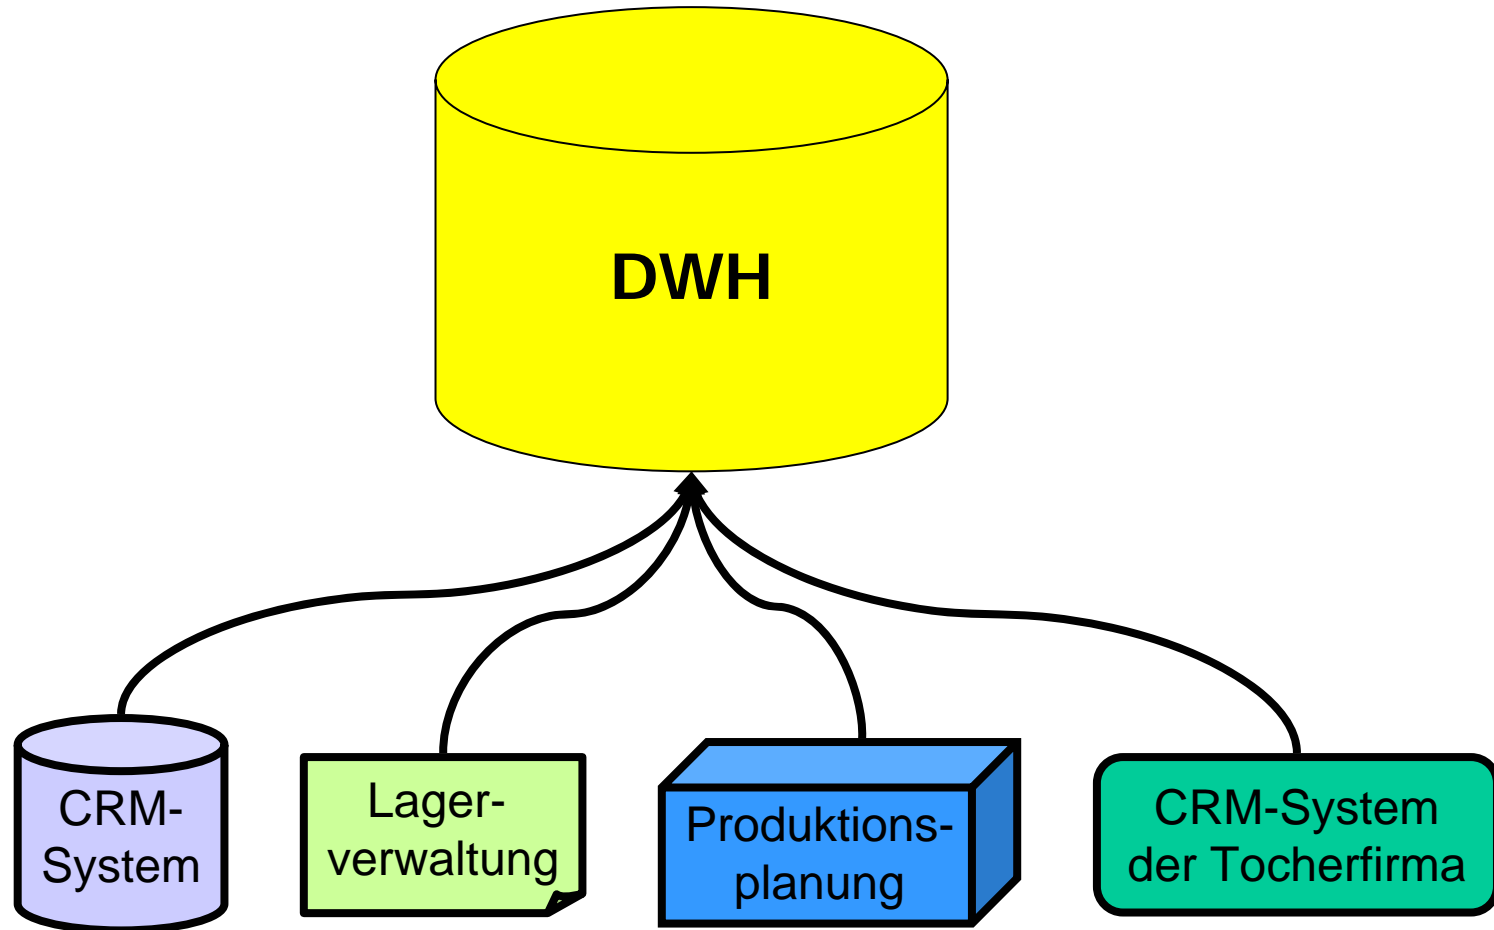 DWH
CRM-
System
Lager-
verwaltung
Produktions-
planung
CRM-System
der Tocherfirma